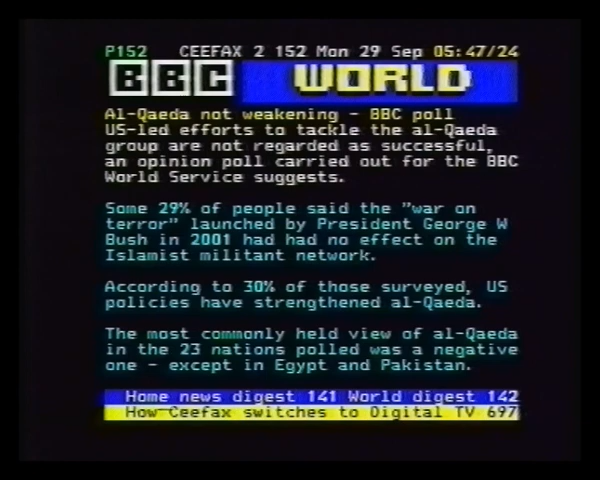 P152 CEEFAX 2 152 Mon 29 Sep 05:47/24
BBC WORLD
Al-Qaeda not weakening - BBC poll
US-led efforts to tackle the al-Qaeda
group are not regarded as successful,
an opinion poll carried out for the BBC
World Service suggests.
Some 29% of people said the "war on
terror" launched by President George W
Bush in 2001 had had no effect on the
Islamist militant network.
According to 30% of those surveyed, US
policies have strengthened al-Qaeda.
The most commonly held view of al-Qaeda
in the 23 nations polled was a negative
one - except in Egypt and Pakistan.
Home news digest 141 World digest 142
How Ceefax switches to Digital TV 697